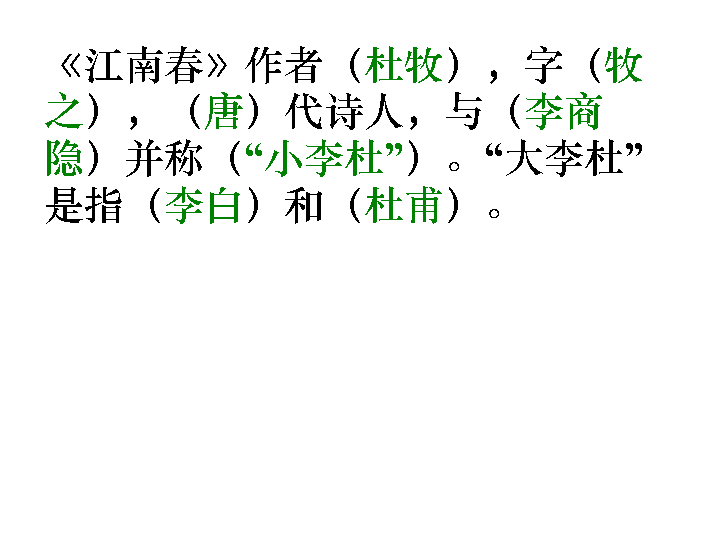 《江南春》作者（杜牧），字（牧
之），（唐）代诗人，与（李商
隐）并称（“小李杜”）。“大李杜”
是指（李白）和（杜甫）。